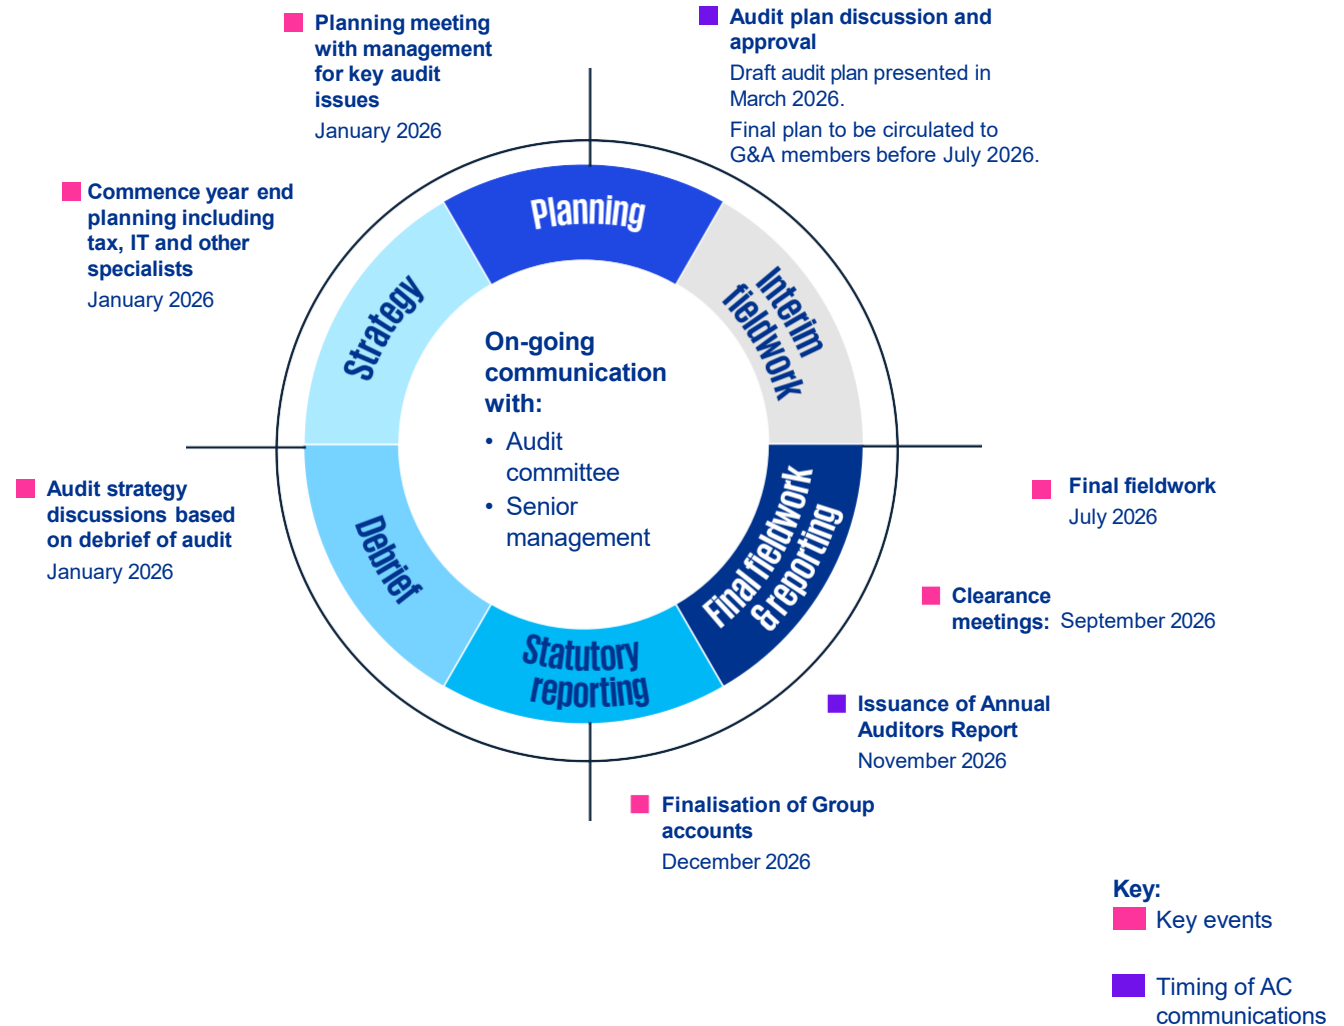 Planning meeting
with management
for key audit
issues
January 2026
Audit plan discussion and
approval
Draft audit plan presented in
March 2026.
Final plan to be circulated to
G&A members before July 2026.
Commence year end
planning including
tax, IT and other
specialists
January 2026
Planning
Interim
fieldwork
Strategy
On-going
communication
with:
• Audit
committee
• Senior
management
Audit strategy
discussions based
on debrief of audit
January 2026
Debrief
Final fieldwork
& reporting
Statutory
reporting
Final fieldwork
July 2026
Clearance
meetings: September 2026
Issuance of Annual
Auditors Report
November 2026
Finalisation of Group
accounts
December 2026
Key:
Key events
Timing of AC
communications